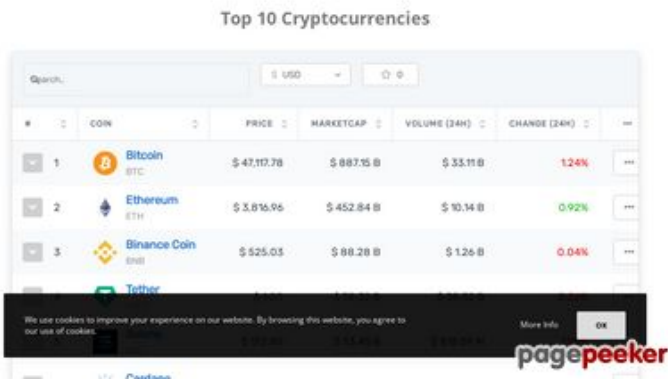 Top 10 Cryptocurrencies
Search..
$ USD ☆ 0
# COIN PRICE MARKETCAP VOLUME (24H) CHANGE (24H) ...
1 Bitcoin $ 47,117.78 $ 887.15 B $ 33.11 B 1.24% ...
BTC
2 Ethereum $ 3,816.96 $ 452.84 B $ 10.14 B 0.92% ...
ETH
3 Binance Coin $ 525.03 $ 88.28 B $ 1.26 B 0.04% ...
BNB
Tether
We use cookies to improve your experience on our website. By browsing this website, you agree to
our use of cookies.
More Info OK
pagepeeker
Cardano